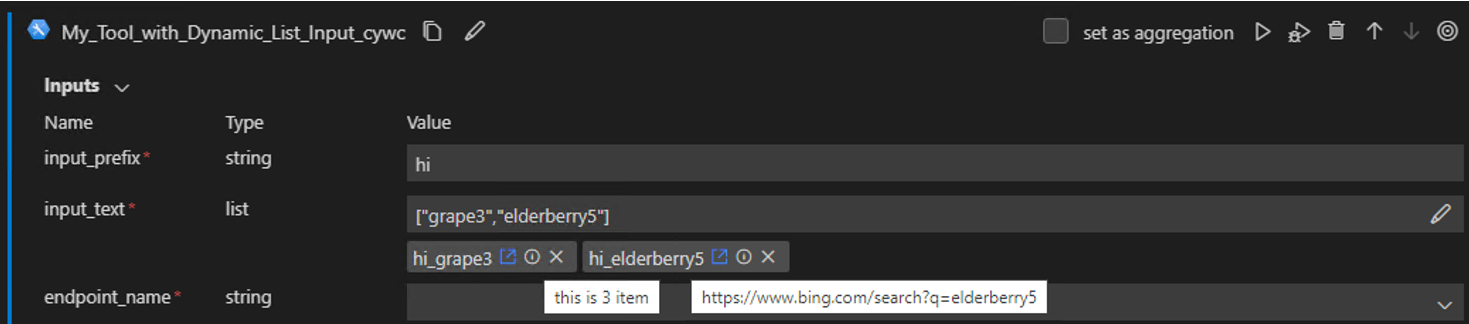 My_Tool_with_Dynamic_List_Input_cywc set as aggregation
Inputs
Name Type Value
input_prefix* string hi
input_text* list ["grape3","elderberry5"]
hi_grape3 hi_elderberry5
endpoint_name* string this is 3 item https://www.bing.com/search?q=elderberry5